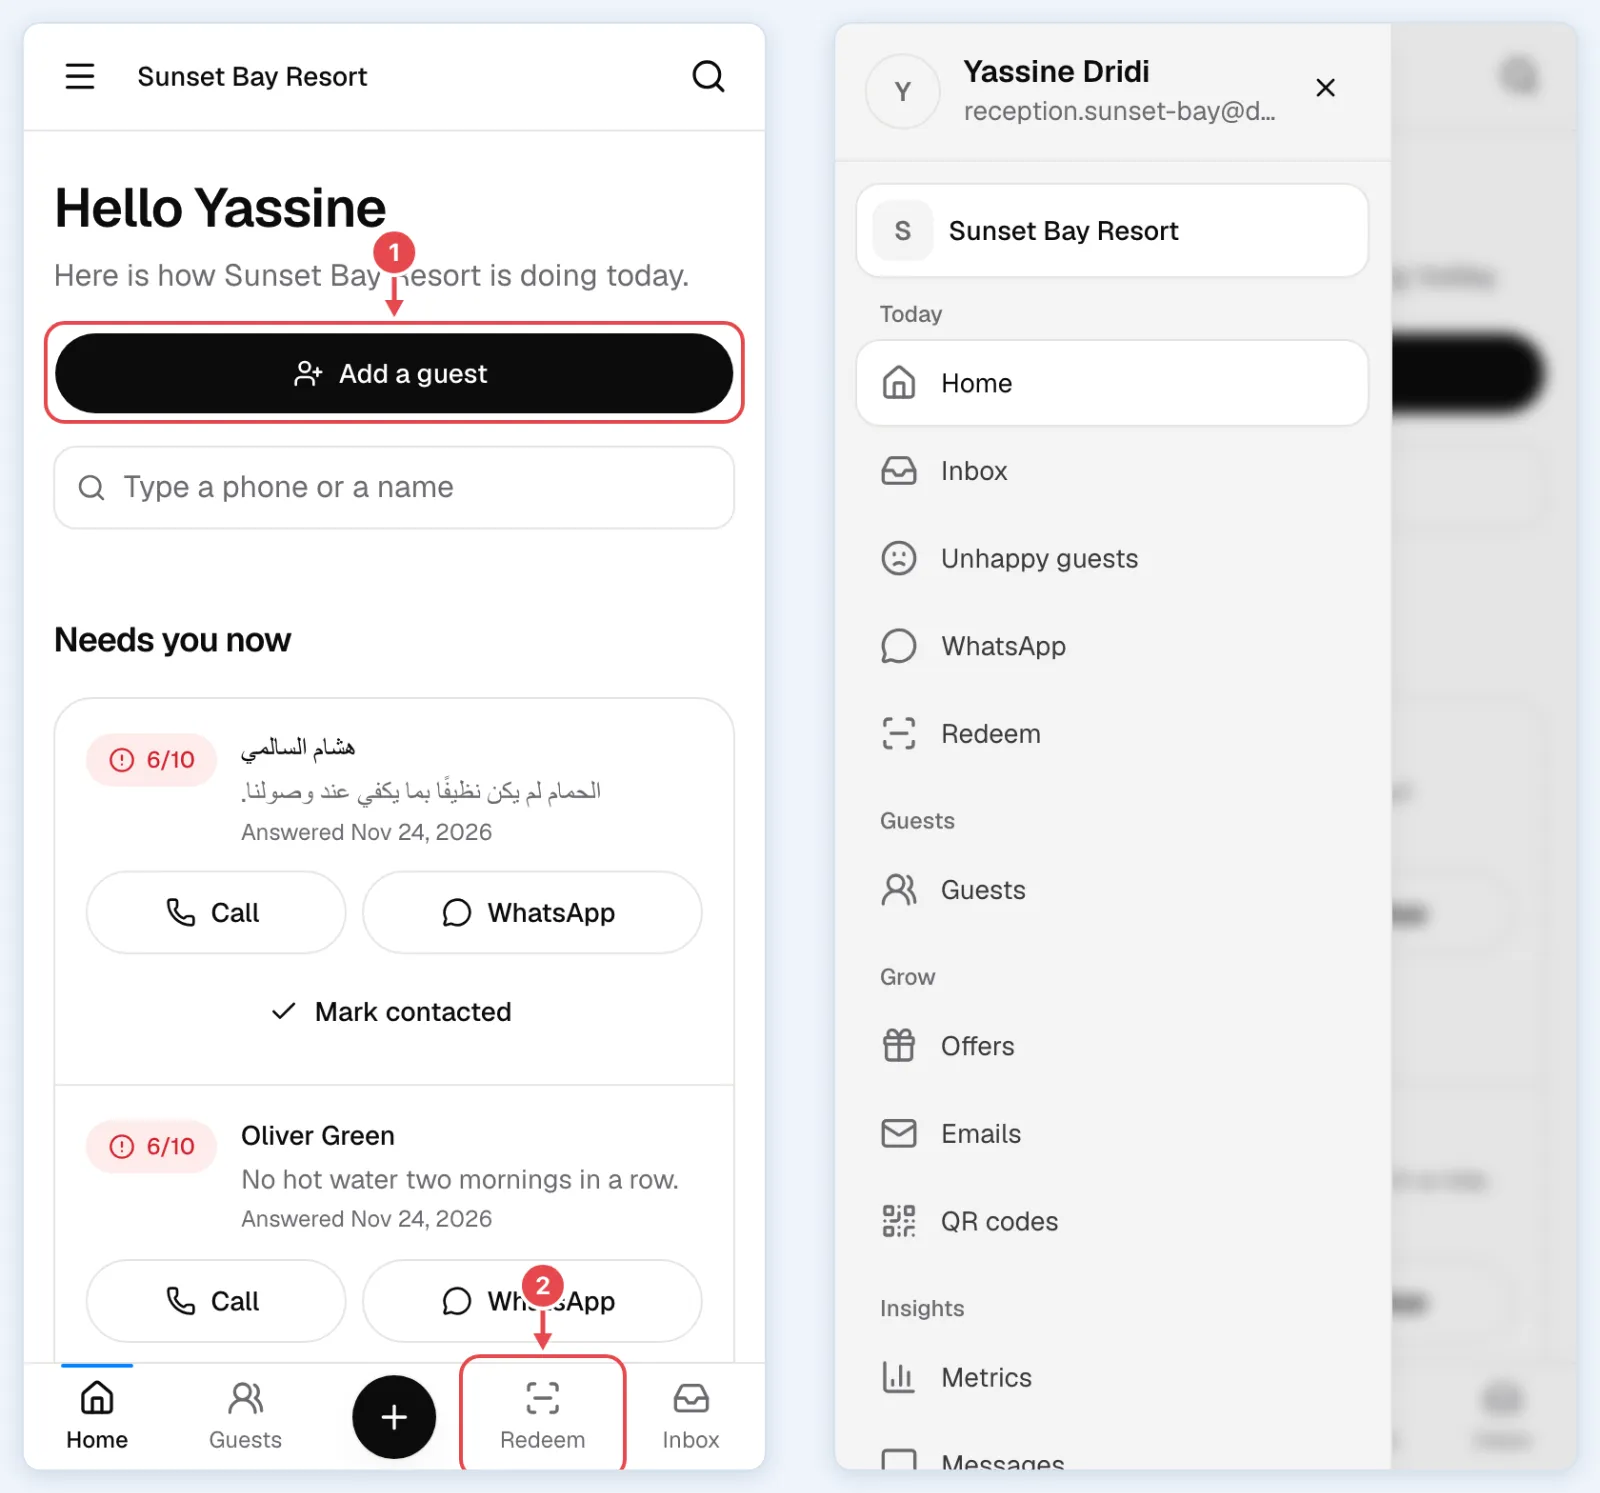 Sunset Bay Resort
Hello Yassine
1
Here is how Sunset Bay Resort is doing today.
Add a guest
Type a phone or a name
Needs you now
6/10
هشام السالمي
الحمام لم يكن نظيفًا بما يكفي عند وصولنا.
Answered Nov 24, 2026
Call
WhatsApp
Mark contacted
6/10
Oliver Green
No hot water two mornings in a row.
Answered Nov 24, 2026
Call
WhatsApp
2
Home
Guests
Redeem
Inbox
Y
Yassine Dridi
reception.sunset-bay@d...
S
Sunset Bay Resort
Today
Home
Inbox
Unhappy guests
WhatsApp
Redeem
Guests
Guests
Grow
Offers
Emails
QR codes
Insights
Metrics
Messages